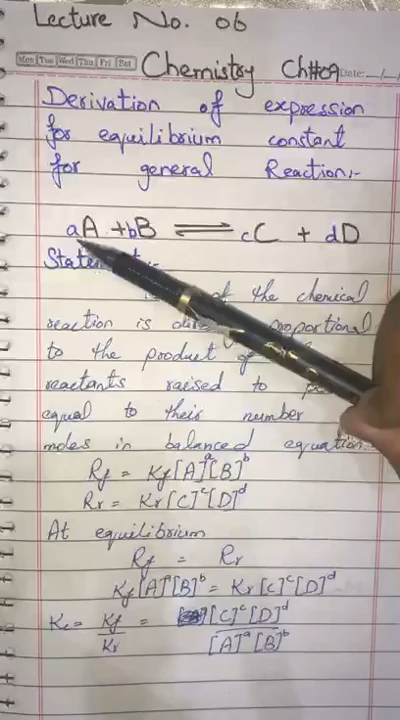 Lecture No. 06
Mon Tue Wed Thu Fri Sat
Chemistry Ch#09 Date: __/__/
Derivation of expression
for equilibrium constant
for general Reaction:-
aA + bB ⇌ cC + dD
of the chemical
reaction is proportional
to the product
reactants raised to
equal to their number
moles in balanced equation.
Rf = Kf[A]ᵃ[B]ᵇ
Rr = Kr[C]ᶜ[D]ᵈ
At equilibrium
Rf = Rr
Kf[A]ᵃ[B]ᵇ = Kr[C]ᶜ[D]ᵈ
Kc = Kf/Kr = [C]ᶜ[D]ᵈ/[A]ᵃ[B]ᵇ